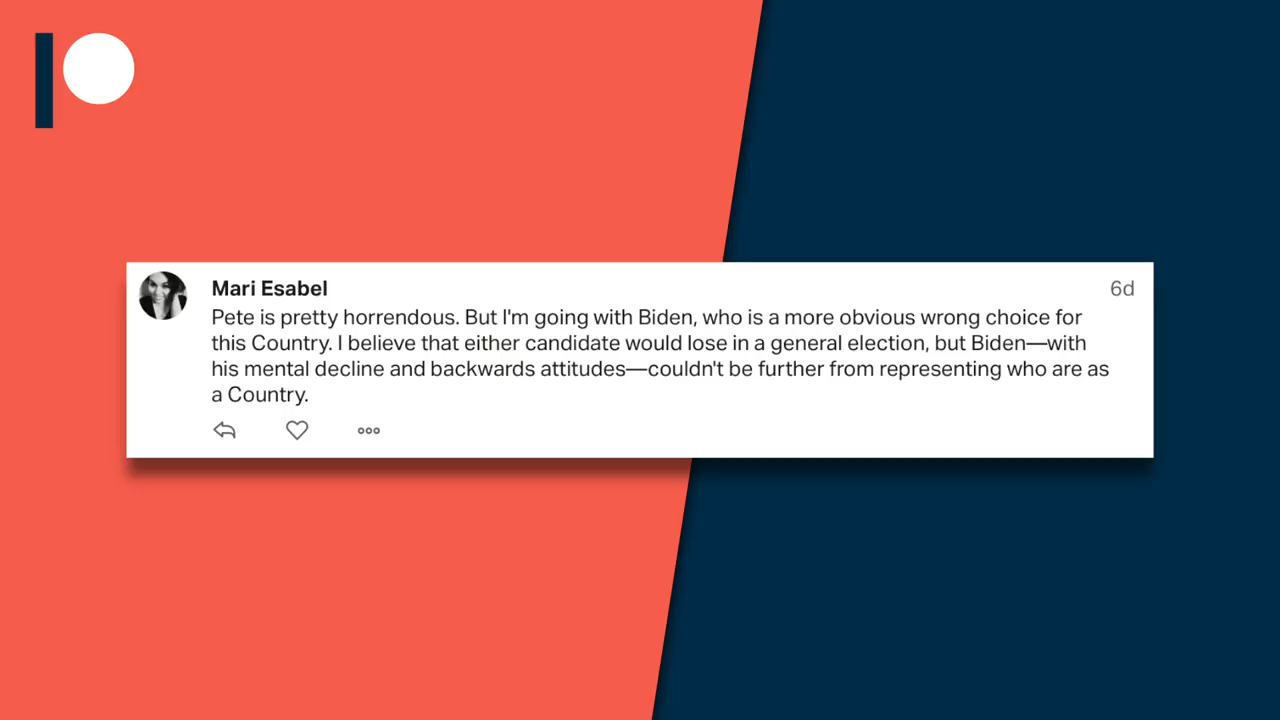 Mari Esabel
6d
Pete is pretty horrendous. But I'm going with Biden, who is a more obvious wrong choice for
this Country. I believe that either candidate would lose in a general election, but Biden—with
his mental decline and backwards attitudes—couldn't be further from representing who are as
a Country.